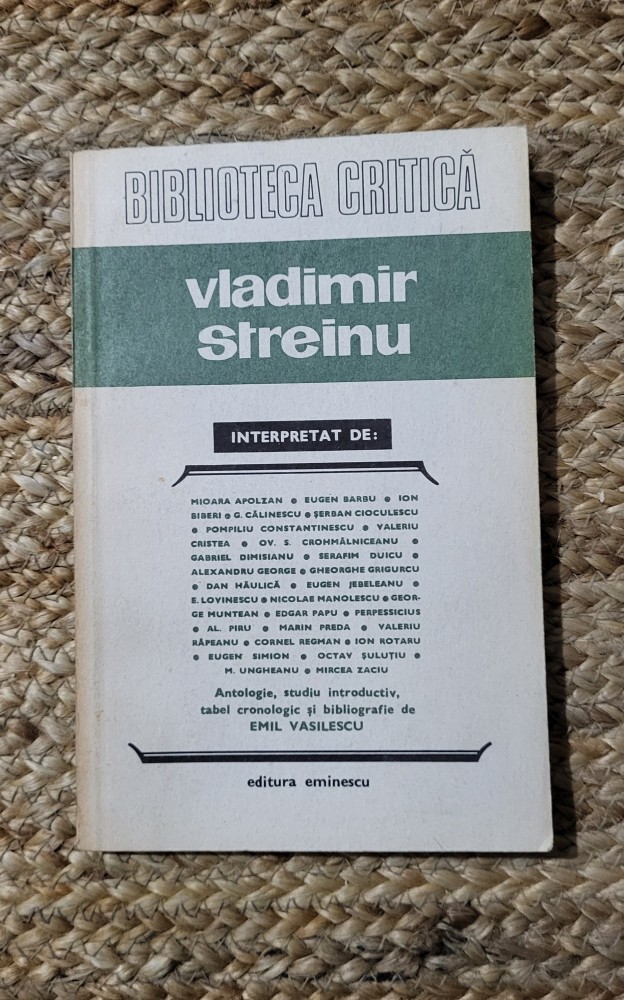 BIBLIOTECA CRITICĂ
vladimir
streinu
INTERPRETAT DE:
MIOARA APOLZAN • EUGEN BARBU • ION
BIBERI • G. CĂLINESCU • ȘERBAN CIOCULESCU
• POMPILIU CONSTANTINESCU • VALERIU
CRISTEA • OV. S. CROHMĂLNICEANU •
GABRIEL DIMISIANU • SERAFIM DUICU •
ALEXANDRU GEORGE • GHEORGHE GRIGURCU
• DAN HĂULICĂ • EUGEN JEBELEANU •
E. LOVINESCU • NICOLAE MANOLESCU • GEOR-
GE MUNTEAN • EDGAR PAPU • PERPESSICIUS
• AL. PIRU • MARIN PREDA • VALERIU
RÂPEANU • CORNEL REGMAN • ION ROTARU
• EUGEN SIMION • OCTAV ȘULUȚIU •
M. UNGHEANU • MIRCEA ZACIU
Antologie, studiu introductiv,
tabel cronologic și bibliografie de
EMIL VASILESCU
editura eminescu